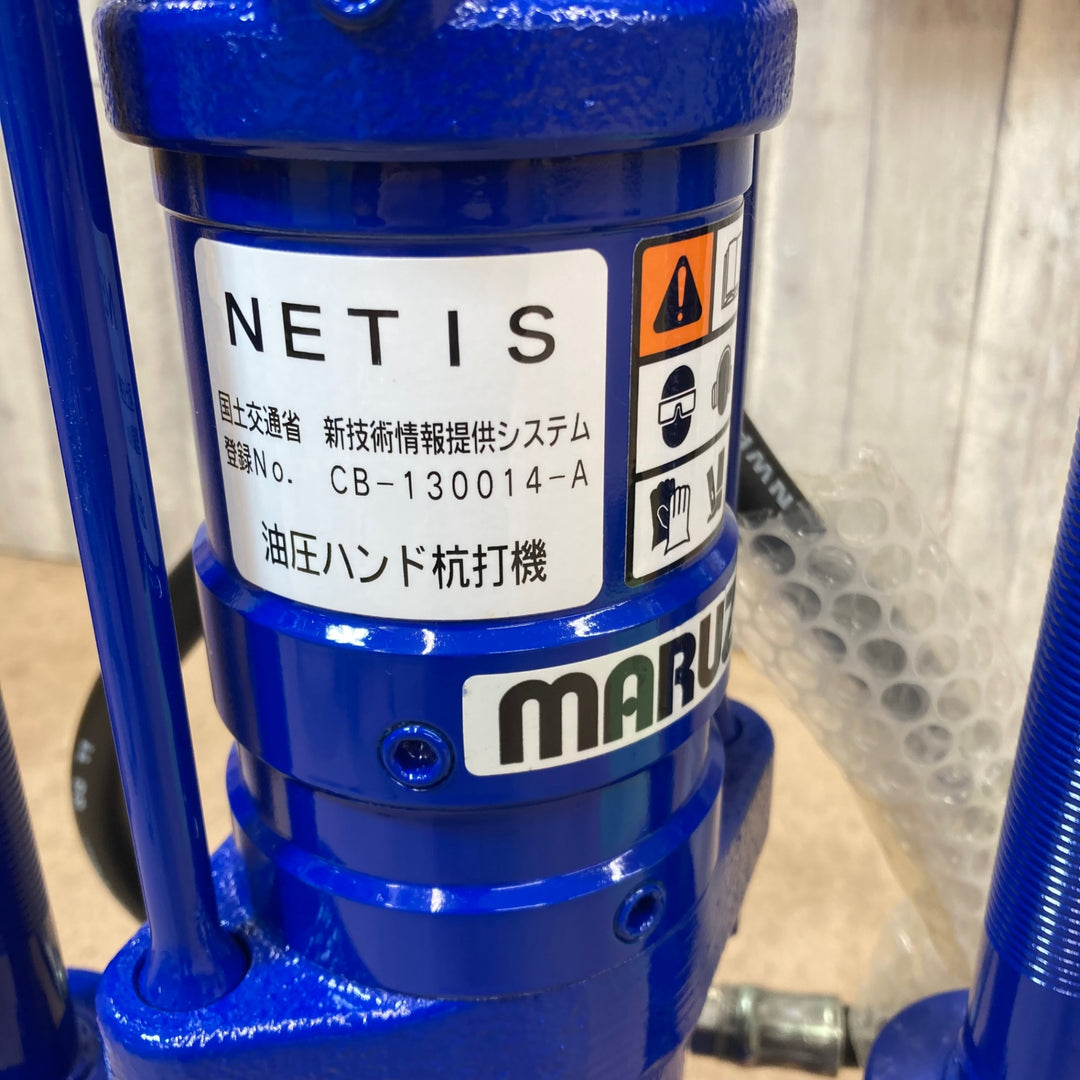 NETIS
国土交通省 新技術情報提供システム
登録No. CB-130014-A
油圧ハンド杭打機
MARUZ